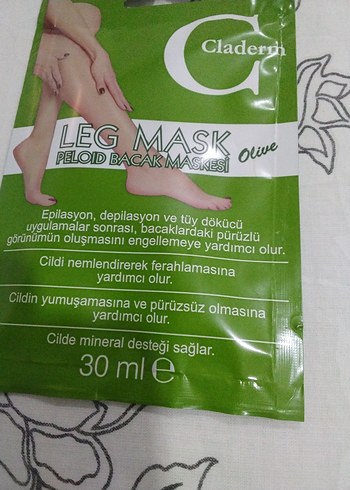 C
Claderm
LEG MASK
PELOID BACAK MASKESİ
Olive
Epilasyon, depilasyon ve tüy dökücü
uygulamalar sonrası, bacaklardaki pürüzlü
görünümün oluşmasını engellemeye yardımcı olur.
Cildi nemlendirerek ferahlamasına
yardımcı olur.
Cildin yumuşamasına ve pürüzsüz olmasına
yardımcı olur.
Cilde mineral desteği sağlar.
30 ml ℮